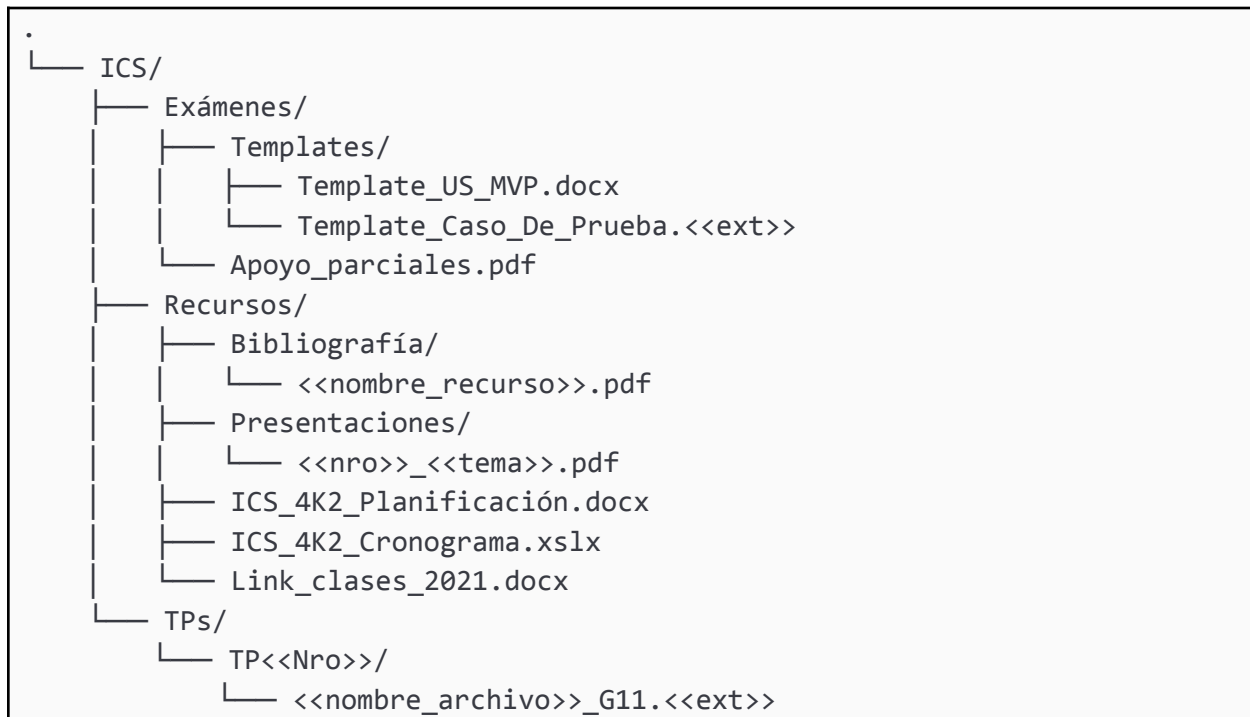 .
└── ICS/
    ├── Exámenes/
    │   ├── Templates/
    │   │   ├── Template_US_MVP.docx
    │   │   └── Template_Caso_De_Prueba.<<ext>>
    │   └── Apoyo_parciales.pdf
    ├── Recursos/
    │   ├── Bibliografía/
    │   │   └── <<nombre_recurso>>.pdf
    │   ├── Presentaciones/
    │   │   └── <<nro>>_<<tema>>.pdf
    │   ├── ICS_4K2_Planificación.docx
    │   ├── ICS_4K2_Cronograma.xslx
    │   └── Link_clases_2021.docx
    └── TPs/
        └── TP<<Nro>>/
            └── <<nombre_archivo>>_G11.<<ext>>